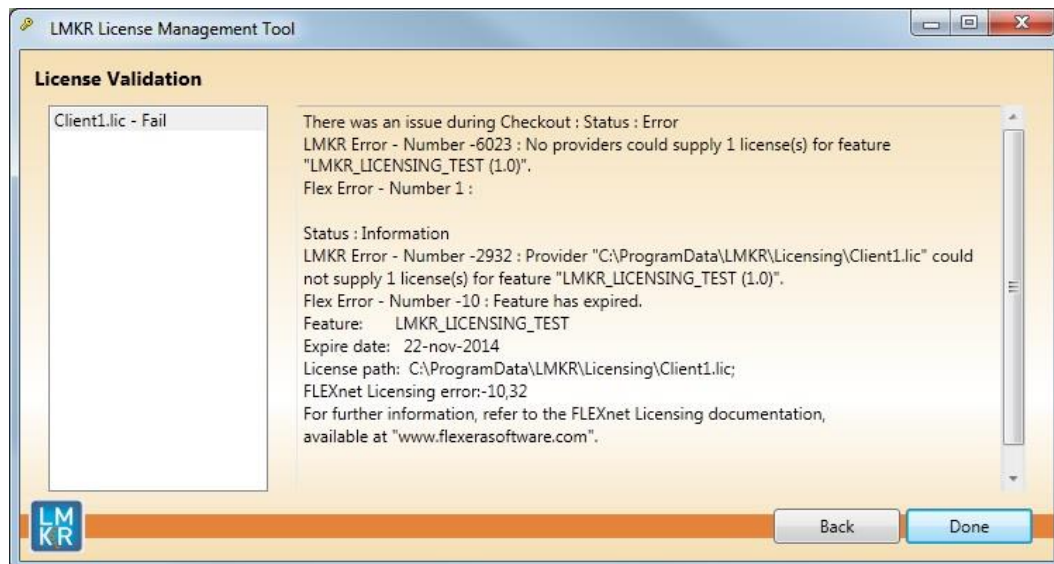 LMKR License Management Tool
License Validation
Client1.lic - Fail
There was an issue during Checkout : Status : Error
LMKR Error - Number -6023 : No providers could supply 1 license(s) for feature
"LMKR_LICENSING_TEST (1.0)".
Flex Error - Number 1 :
Status : Information
LMKR Error - Number -2932 : Provider "C:\ProgramData\LMKR\Licensing\Client1.lic" could
not supply 1 license(s) for feature "LMKR_LICENSING_TEST (1.0)".
Flex Error - Number -10 : Feature has expired.
Feature: LMKR_LICENSING_TEST
Expire date: 22-nov-2014
License path: C:\ProgramData\LMKR\Licensing\Client1.lic;
FLEXnet Licensing error:-10,32
For further information, refer to the FLEXnet Licensing documentation,
available at "www.flexerasoftware.com".
LM
KR
Back
Done